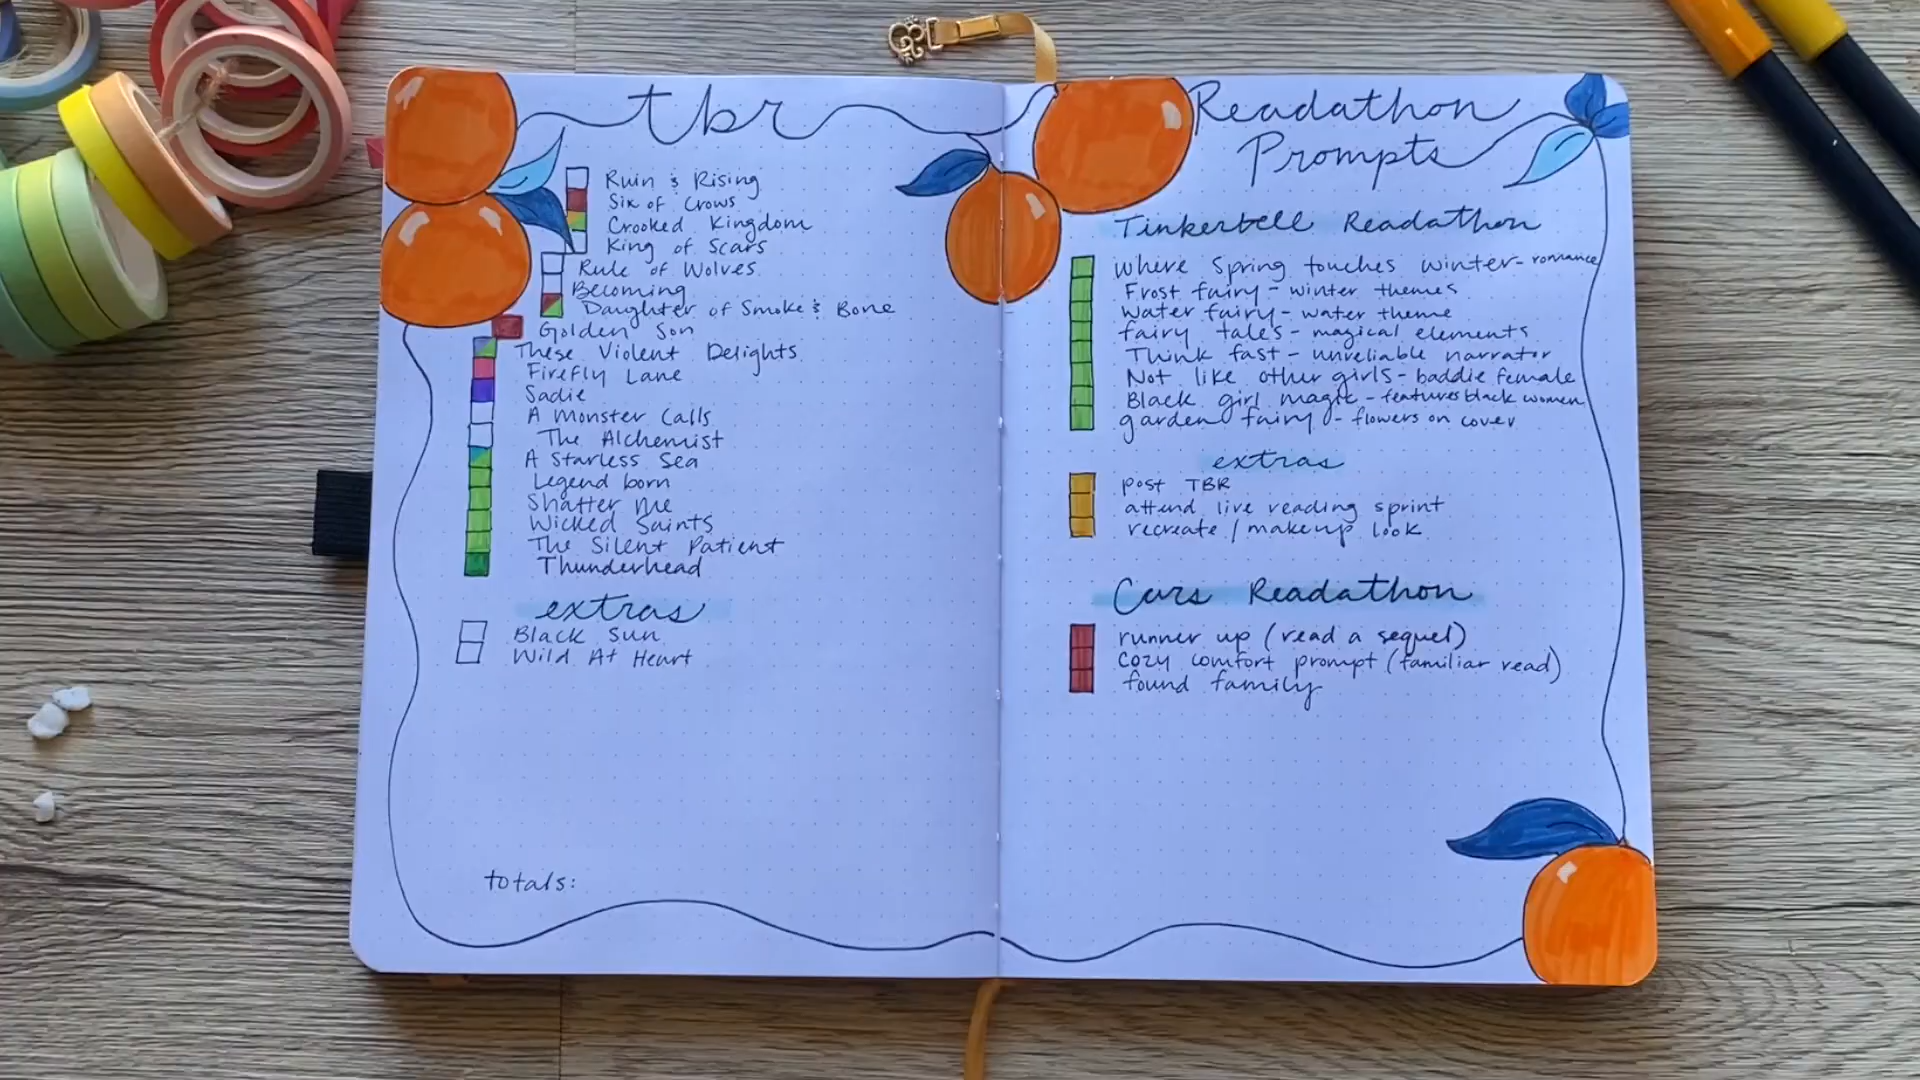 tbr
Ruin & Rising
Six of Crows
Crooked Kingdom
King of Scars
Rule of Wolves
Becoming
Daughter of Smoke & Bone
Golden Son
These Violent Delights
Firefly Lane
Sadie
A Monster Calls
The Alchemist
A Starless Sea
Legend born
Shatter Me
Wicked Saints
The Silent Patient
Thunderhead
extras
Black Sun
Wild At Heart
totals:
Readathon
Prompts
Tinkerbell Readathon
where Spring touches winter - romance
Frost fairy - winter themes
Water fairy - water theme
fairy tales - magical elements
Think fast - unreliable narrator
Not like other girls - baddie female
Black girl magic - features black women
garden fairy - flowers on cover
extras
post TBR
attend live reading sprint
recreate / makeup look
Cars Readathon
runner up (read a sequel)
cozy comfort prompt (familiar read)
found family